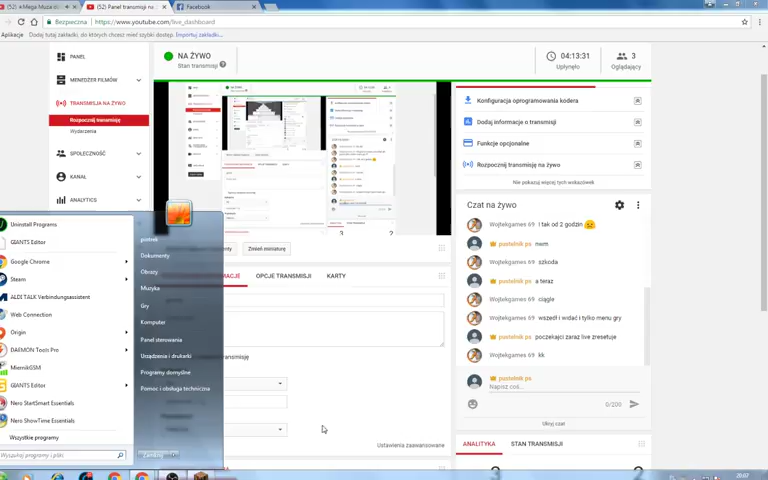 (52) Panel transmisji na
Facebook
Bezpieczna
https://www.youtube.com/live_dashboard
Aplikacje
Dodaj tutaj zakładki, do których chcesz mieć szybki dostęp.
Importuj zakładki...
PANEL
MENEDŻER FILMÓW
TRANSMISJA NA ŻYWO
Rozpocznij transmisję
Wydarzenia
SPOŁECZNOŚĆ
KANAŁ
ANALYTICS
NA ŻYWO
Stan transmisji
04:13:31
Upłynęło
3
Oglądający
Zmień miniaturę
OPCJE TRANSMISJI
KARTY
Ustawienia zaawansowane
Konfiguracja oprogramowania kodera
Dodaj informacje o transmisji
Funkcje opcjonalne
Rozpocznij transmisję na żywo
Nie pokazuj więcej tych wskazówek
Czat na żywo
Wojtekgames 69 i tak od 2 godzin
pastelnik ps nwm
Wojtekgames 69 szkoda
pastelnik ps a teraz
Wojtekgames 69 ciągle
Wojtekgames 69 wszedł i widać i tylko menu gry
pastelnik ps poczekajci zaraz live zresetuje
Wojtekgames 69 kk
pastelnik ps
Napisz coś...
0/200
Ukryj czat
ANALITYKA
STAN TRANSMISJI
Uninstall Programs
GIANTS Editor
Google Chrome
Steam
ALDI TALK Verbindungsassistent
Web Connection
Origin
DAEMON Tools Pro
MiernikGSM
GIANTS Editor
Nero StartSmart Essentials
Nero ShowTime Essentials
Wszystkie programy
Wyszukaj programy i pliki
Dokumenty
Obrazy
Muzyka
Gry
Komputer
Panel sterowania
Urządzenia i drukarki
Programy domyślne
Pomoc i obsługa techniczna
Zamknij
20:07